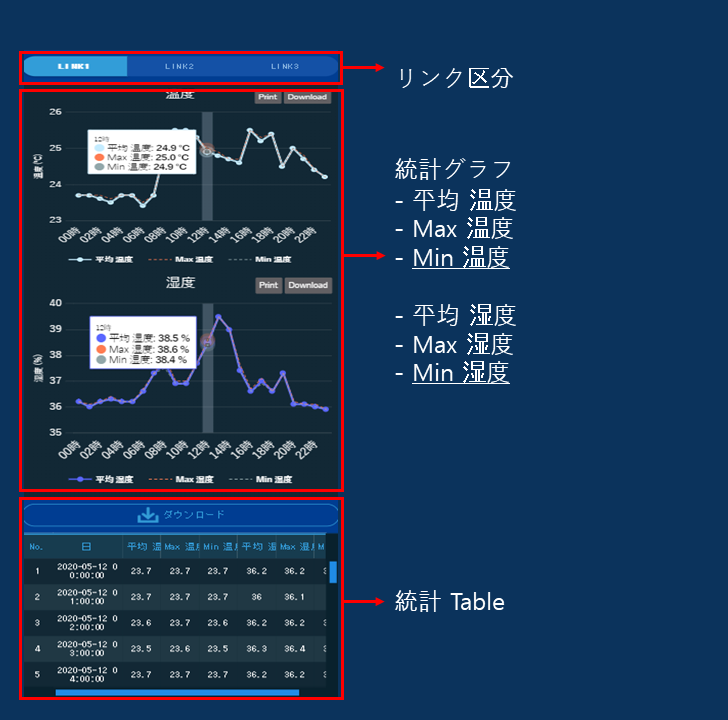 LINK1 LINK2 LINK3
リンク区分
温度
Print Download
26
25
24
23
温度 (℃)
12時
平均 温度: 24.9 ℃
Max 温度: 25.0 ℃
Min 温度: 24.9 ℃
00時 02時 04時 06時 08時 10時 12時 14時 16時 18時 20時 22時
平均 温度 Max 温度 Min 温度
統計グラフ
- 平均 温度
- Max 温度
- Min 温度
- 平均 湿度
- Max 湿度
- Min 湿度
湿度
Print Download
40
39
38
37
36
35
湿度 (%)
12時
平均 湿度: 38.5 %
Max 湿度: 38.6 %
Min 湿度: 38.4 %
00時 02時 04時 06時 08時 10時 12時 14時 16時 18時 20時 22時
平均 湿度 Max 湿度 Min 湿度
ダウンロード
No. 日 平均 温 Max 温 Min 温 平均 湿 Max 湿 M
1 2020-05-12 0 23.7 23.7 23.7 36.2 36.2
0:00:00
2 2020-05-12 0 23.7 23.7 23.7 36 36.1
1:00:00
3 2020-05-12 0 23.6 23.7 23.6 36.2 36.2
2:00:00
4 2020-05-12 0 23.5 23.6 23.5 36.3 36.4
3:00:00
5 2020-05-12 0 23.7 23.7 23.7 36.2 36.2
4:00:00
統計 Table